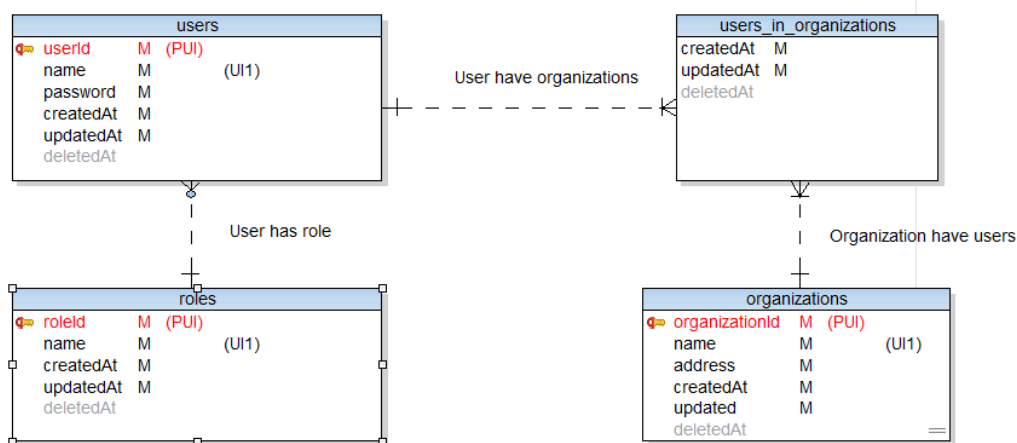 users
userId M (PUI)
name M (UI1)
password M
createdAt M
updatedAt M
deletedAt
User have organizations
users_in_organizations
createdAt M
updatedAt M
deletedAt
User has role
Organization have users
roles
roleId M (PUI)
name M (UI1)
createdAt M
updatedAt M
deletedAt
organizations
organizationId M (PUI)
name M (UI1)
address M
createdAt M
updated M
deletedAt